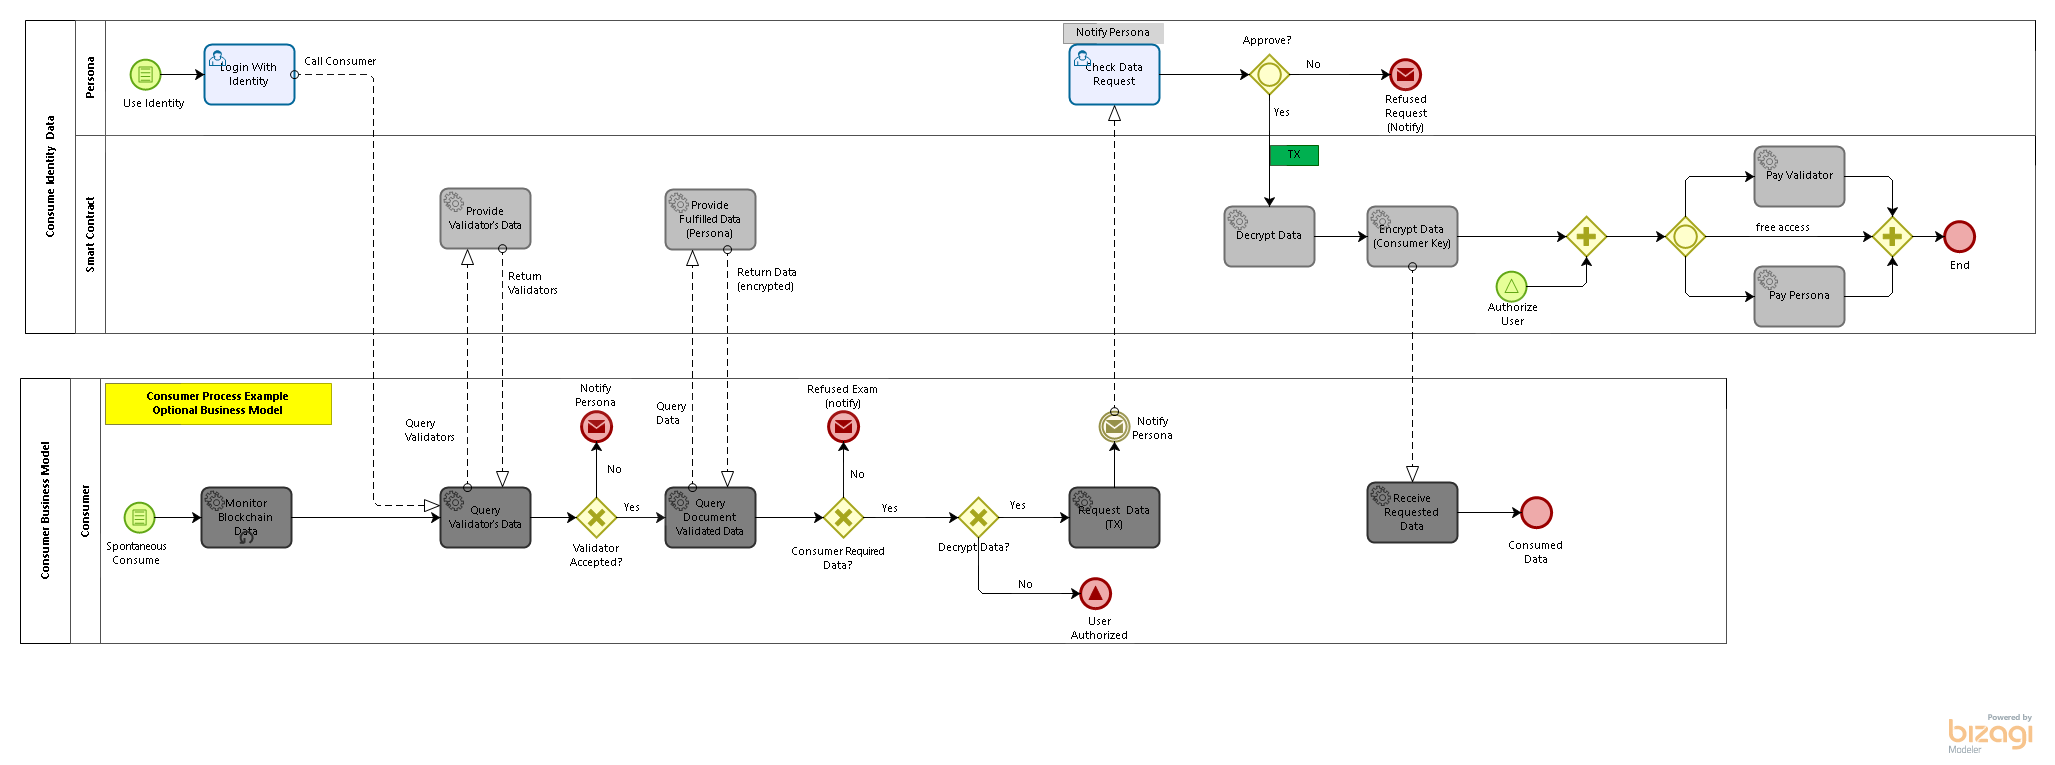 Consume Identity Data
Persona
Use Identity
Login With
Identity
Call Consumer
Notify Persona
Check Data
Request
Approve?
No
Refused
Request
(Notify)
Yes
Smart Contract
TX
Provide
Validator's Data
Return
Validators
Provide
Fulfilled Data
(Persona)
Return Data
(encrypted)
Decrypt Data
Encrypt Data
(Consumer Key)
Authorize
User
Pay Validator
free access
Pay Persona
End
Consumer Business Model
Consumer
Consumer Process Example
Optional Business Model
Spontaneous
Consume
Monitor
Blockchain
Data
Query
Validators
Query
Validator's Data
Notify
Persona
No
Yes
Validator
Accepted?
Query
Data
Query
Document
Validated Data
Refused Exam
(notify)
No
Yes
Consumer Required
Data?
Decrypt Data?
Yes
No
User
Authorized
Notify
Persona
Request Data
(TX)
Receive
Requested
Data
Consumed
Data
Powered by
bizagi
Modeler